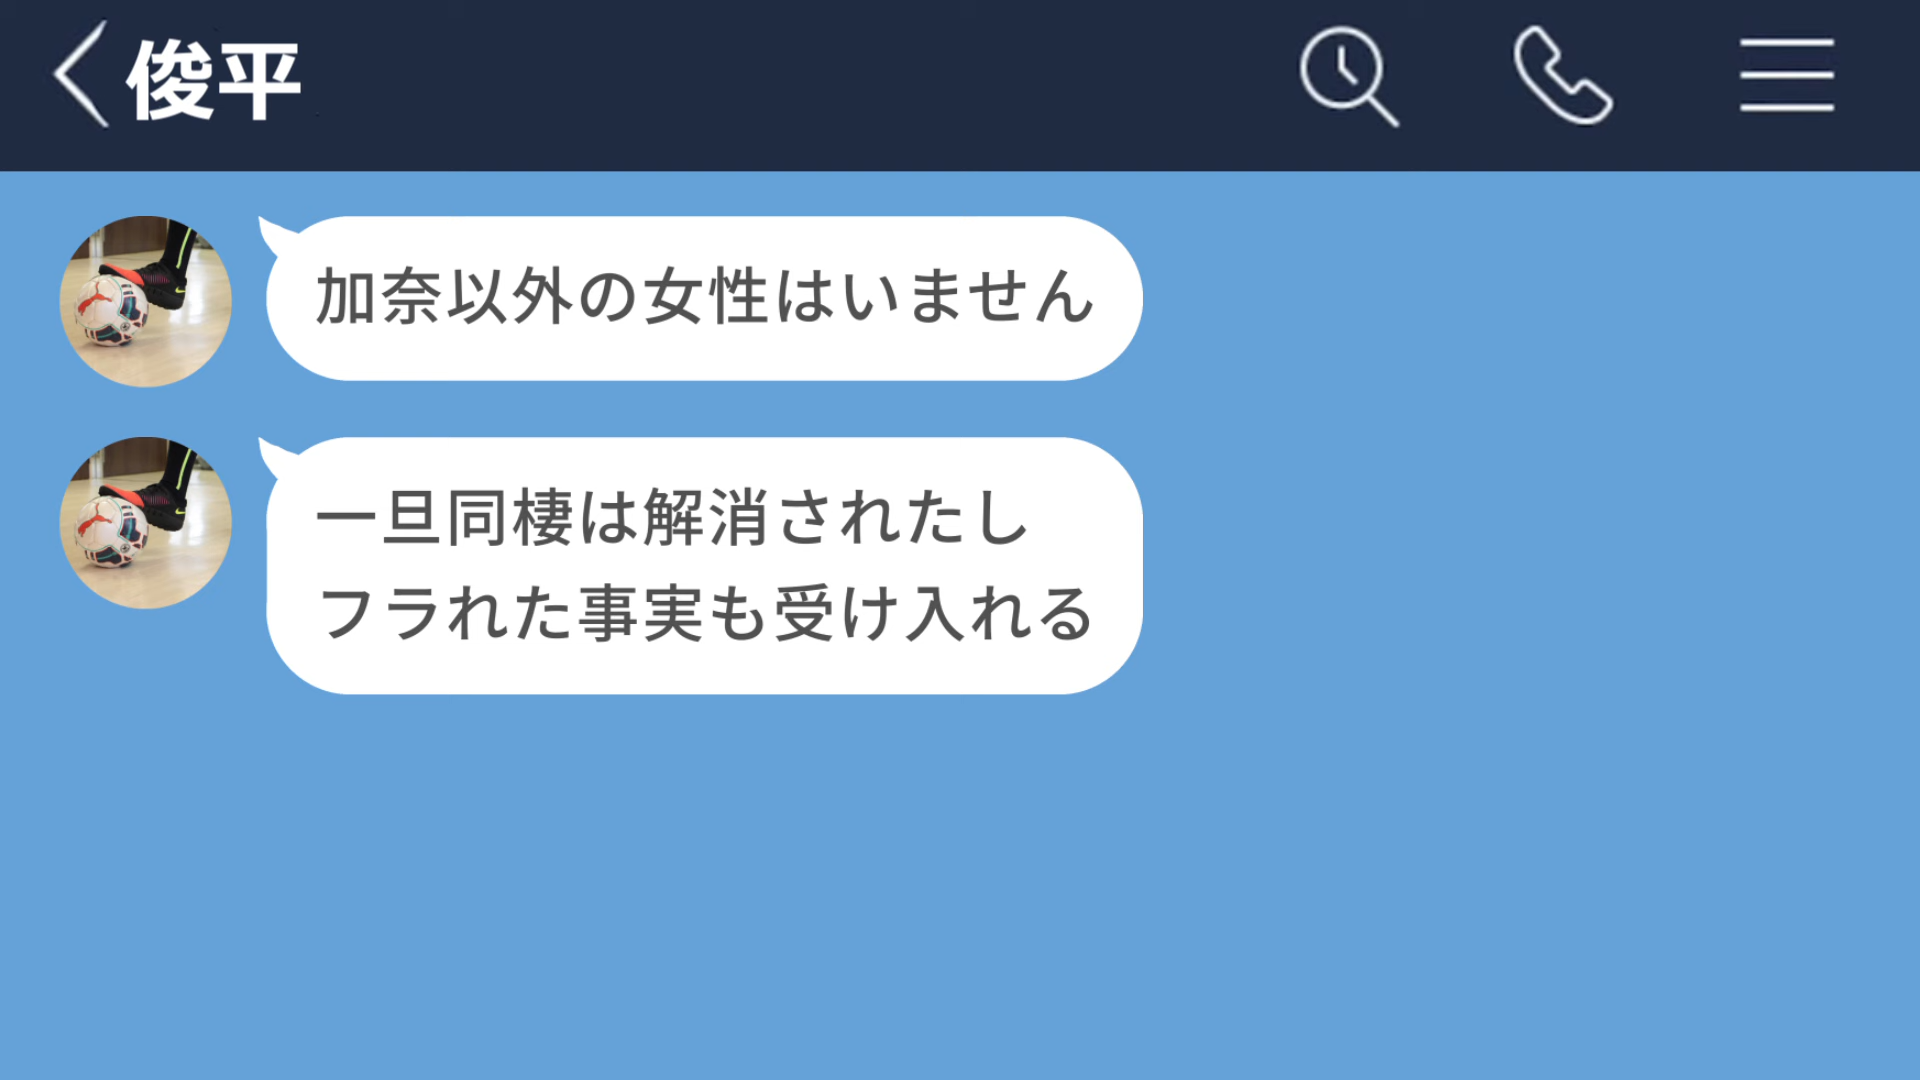 俊平
加奈以外の女性はいません
一旦同棲は解消されたし
フラれた事実も受け入れる